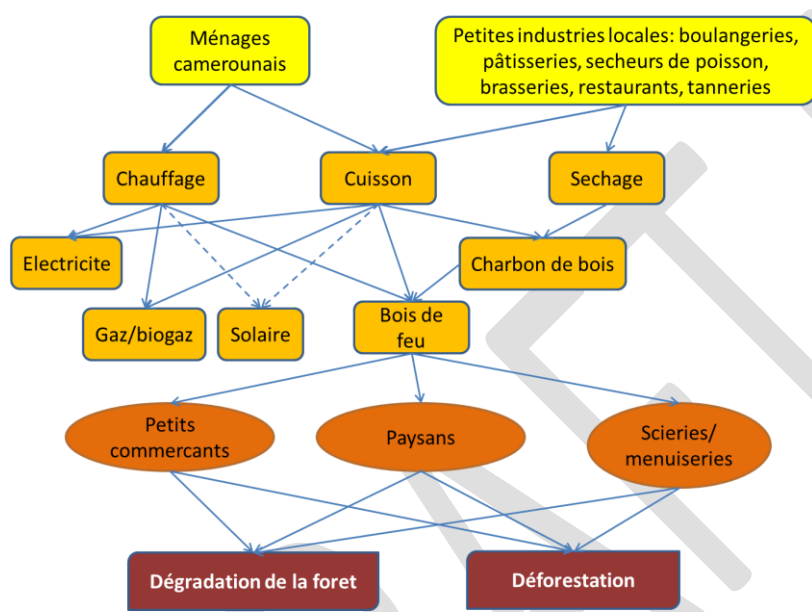 Ménages
camerounais
Petites industries locales: boulangeries,
pâtisseries, secheurs de poisson,
brasseries, restaurants, tanneries
Chauffage
Cuisson
Sechage
Electricite
Charbon de bois
Gaz/biogaz
Solaire
Bois de
feu
Petits
commercants
Paysans
Scieries/
menuiseries
Dégradation de la foret
Déforestation